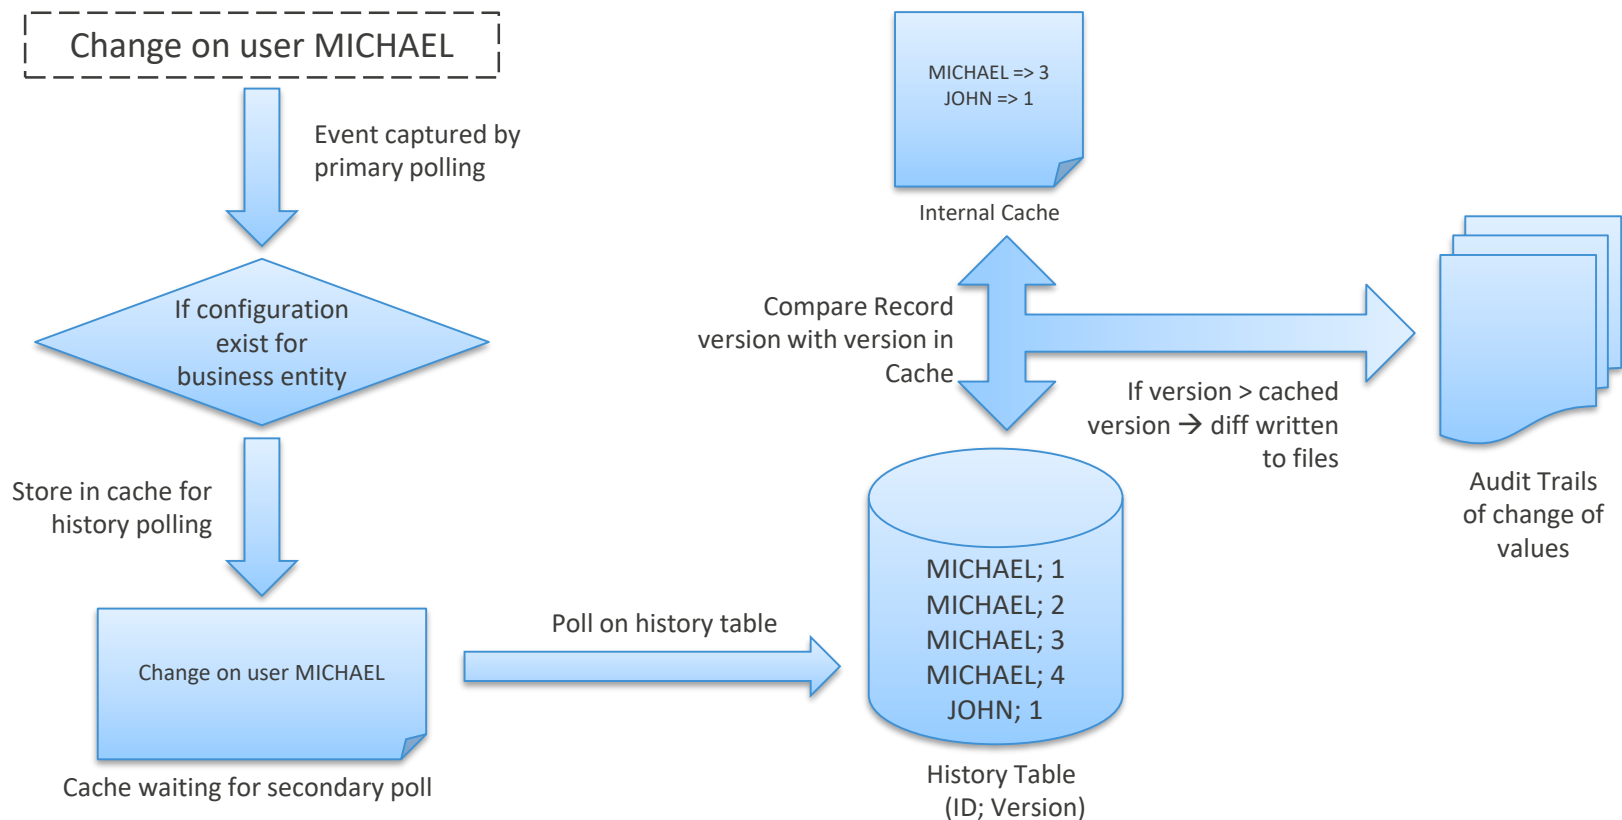 Change on user MICHAEL
Event captured by
primary polling
If configuration
exist for
business entity
Store in cache for
history polling
Change on user MICHAEL
Cache waiting for secondary poll
Poll on history table
MICHAEL => 3
JOHN => 1
Internal Cache
Compare Record
version with version in
Cache
If version > cached
version → diff written
to files
MICHAEL; 1
MICHAEL; 2
MICHAEL; 3
MICHAEL; 4
JOHN; 1
History Table
(ID; Version)
Audit Trails
of change of
values